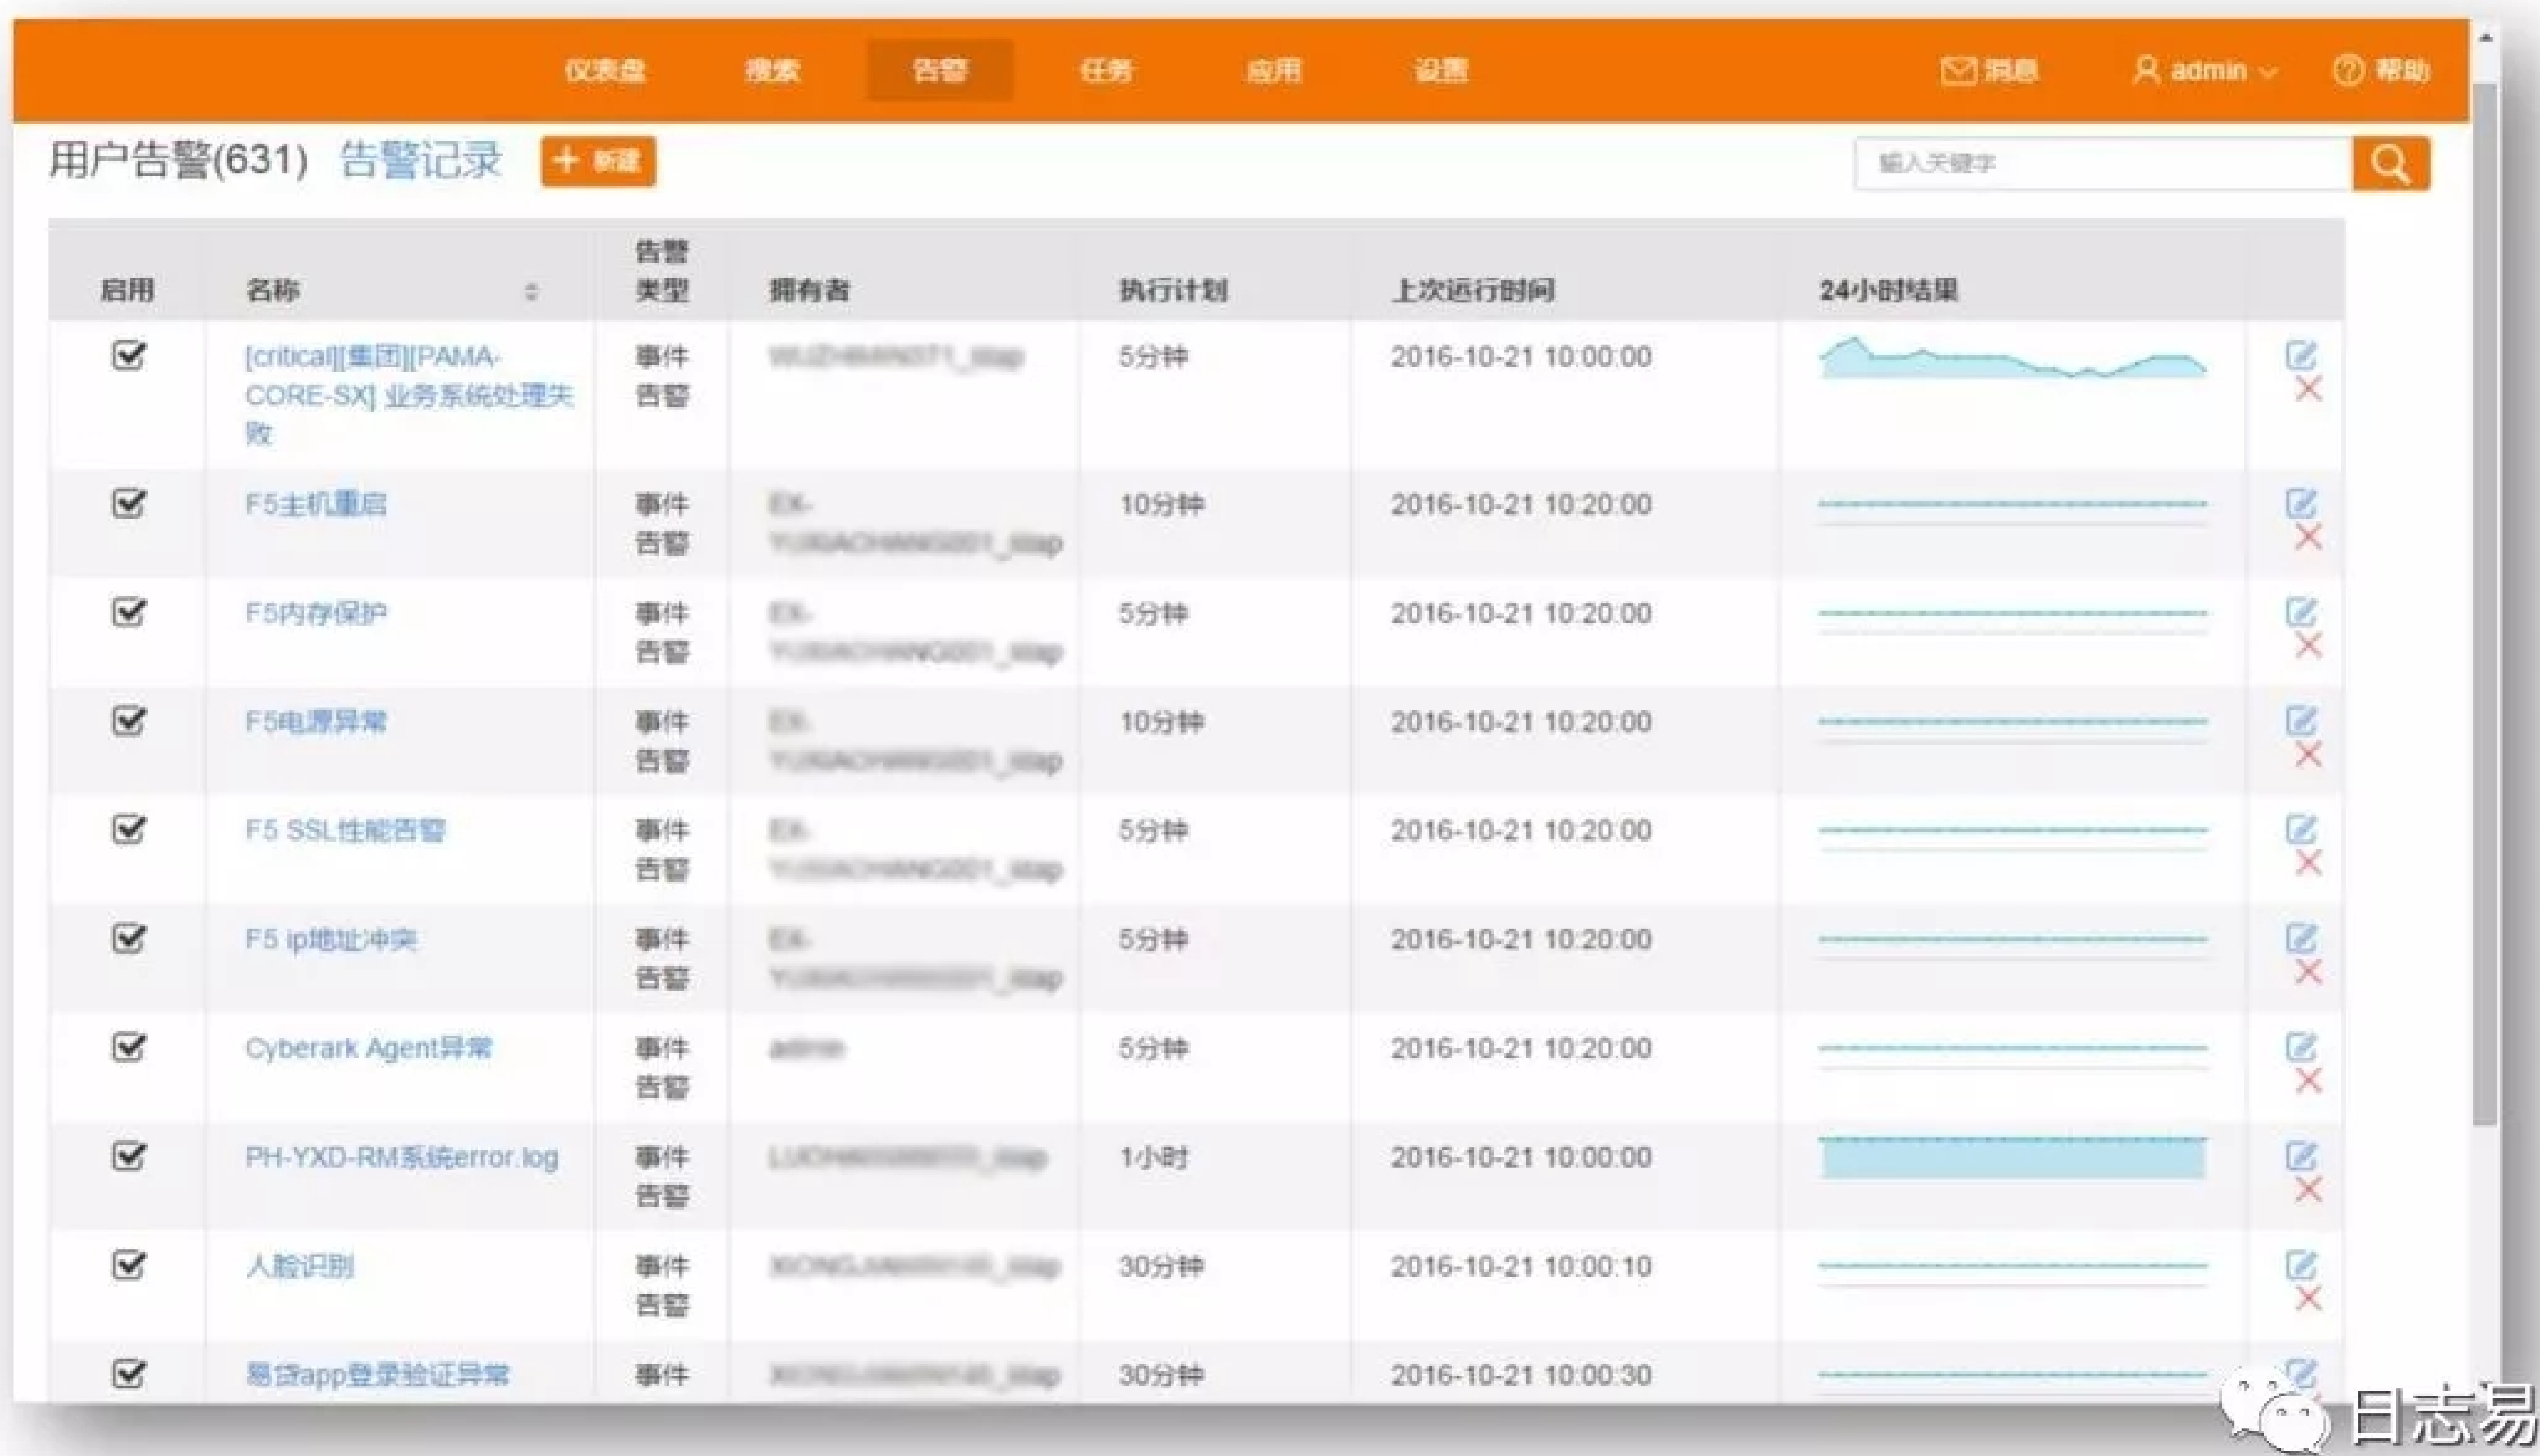 仪表盘 搜索 告警 任务 应用 设置 消息 admin 帮助
用户告警(631) 告警记录 + 新建 输入关键字
启用 名称 告警 拥有者 执行计划 上次运行时间 24小时结果
类型
[critical][集团][PAMA- 事件 5分钟 2016-10-21 10:00:00
CORE-SX] 业务系统处理失 告警
败
F5主机重启 事件 10分钟 2016-10-21 10:20:00
告警
F5内存保护 事件 5分钟 2016-10-21 10:20:00
告警
F5电源异常 事件 10分钟 2016-10-21 10:20:00
告警
F5 SSL性能告警 事件 5分钟 2016-10-21 10:20:00
告警
F5 ip地址冲突 事件 5分钟 2016-10-21 10:20:00
告警
Cyberark Agent异常 事件 admin 5分钟 2016-10-21 10:20:00
告警
PH-YXD-RM系统error.log 事件 1小时 2016-10-21 10:00:00
告警
人脸识别 事件 30分钟 2016-10-21 10:00:10
告警
易贷app登录验证异常 事件 30分钟 2016-10-21 10:00:30
日志易